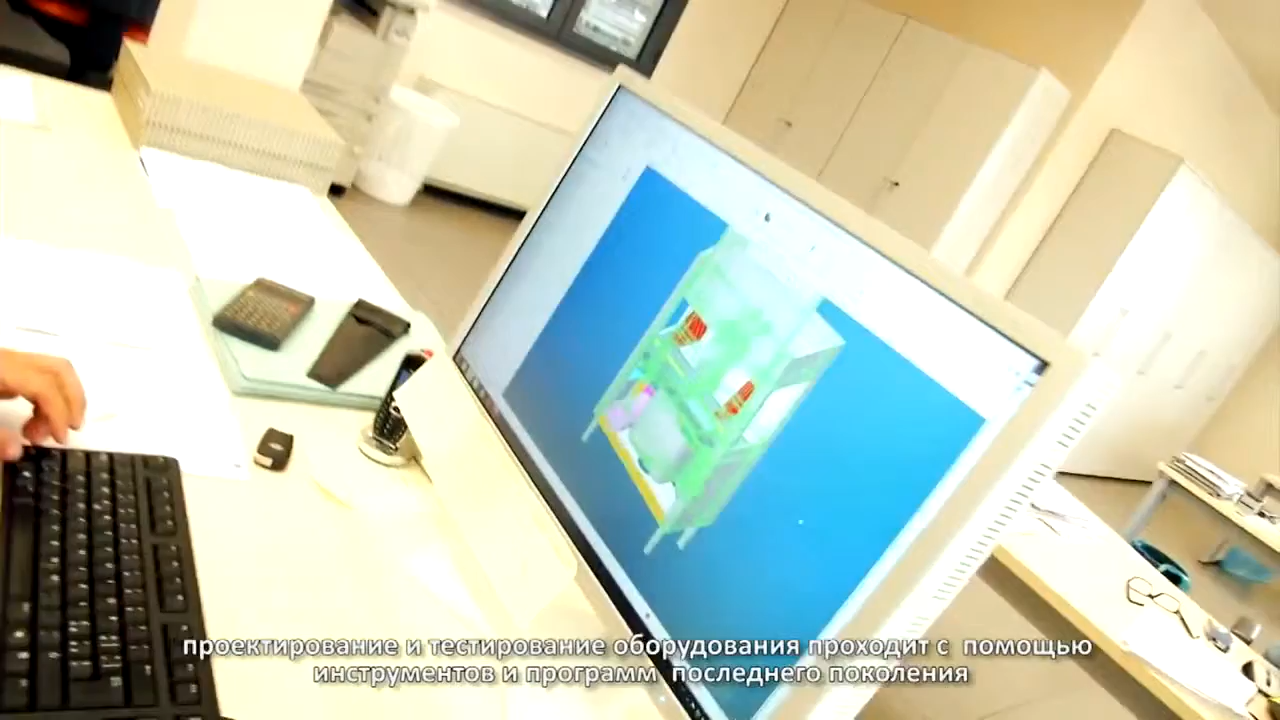 проектирование и тестирование оборудования проходит с помощью
инструментов и программ последнего поколения